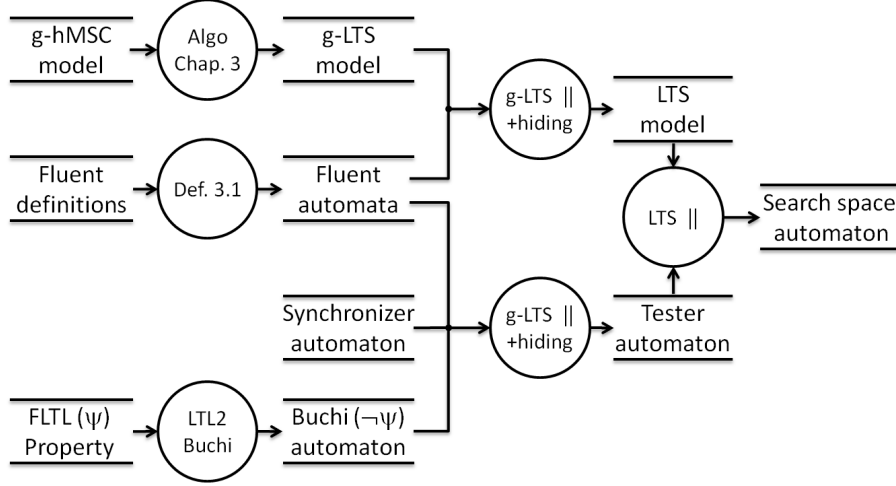 g-hMSC
model
Algo
Chap. 3
g-LTS
model
g-LTS ||
+hiding
LTS
model
Fluent
definitions
Def. 3.1
Fluent
automata
LTS ||
Search space
automaton
Synchronizer
automaton
g-LTS ||
+hiding
Tester
automaton
FLTL (ψ)
Property
LTL2
Buchi
Buchi (¬ψ)
automaton